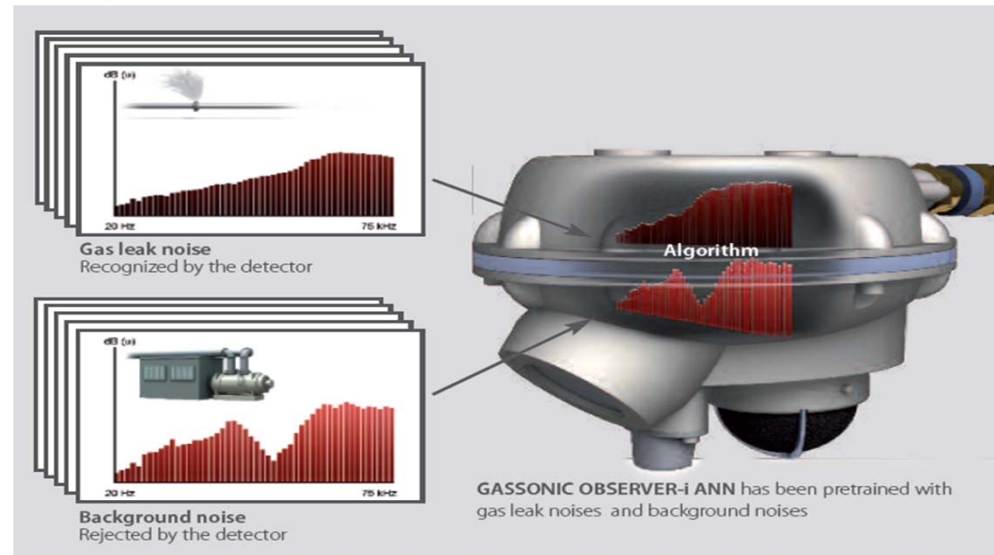 dB (u)
20 Hz
75 kHz
Gas leak noise
Recognized by the detector
dB (u)
20 Hz
75 kHz
Background noise
Rejected by the detector
Algorithm
GASSONIC OBSERVER-i ANN has been pretrained with
gas leak noises and background noises